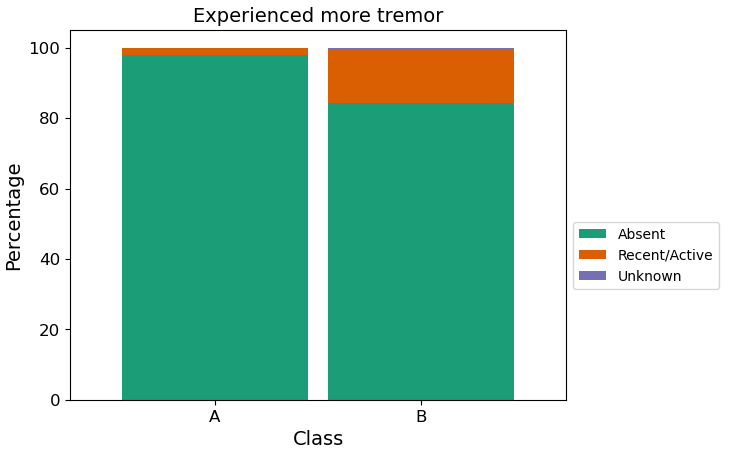 Experienced more tremor
Percentage
100
80
60
40
20
0
A B
Class
Absent
Recent/Active
Unknown